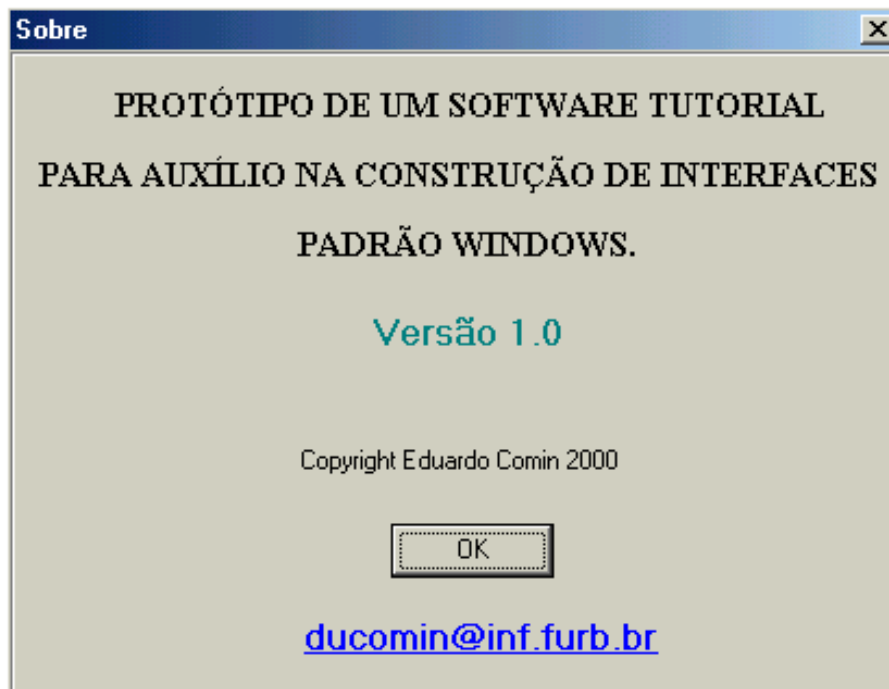 Sobre
PROTÓTIPO DE UM SOFTWARE TUTORIAL
PARA AUXÍLIO NA CONSTRUÇÃO DE INTERFACES
PADRÃO WINDOWS.
Versão 1.0
Copyright Eduardo Comin 2000
OK
ducomin@inf.furb.br